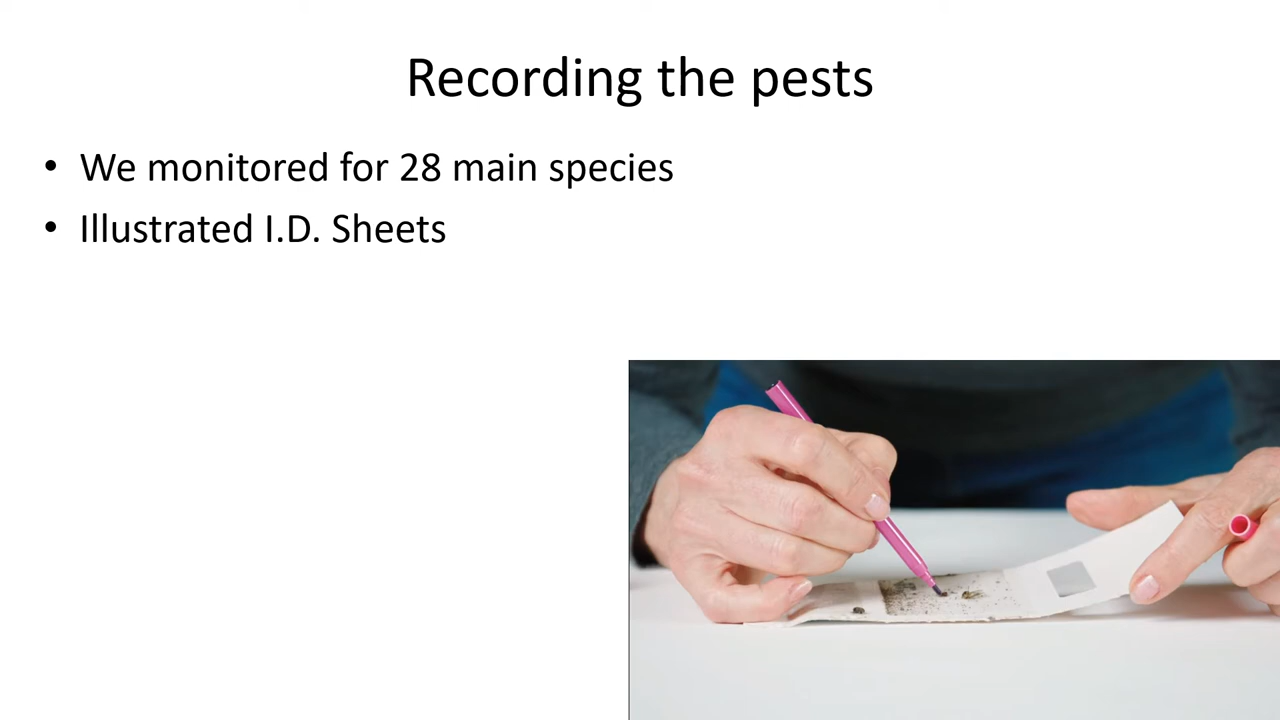 Recording the pests
• We monitored for 28 main species
• Illustrated I.D. Sheets